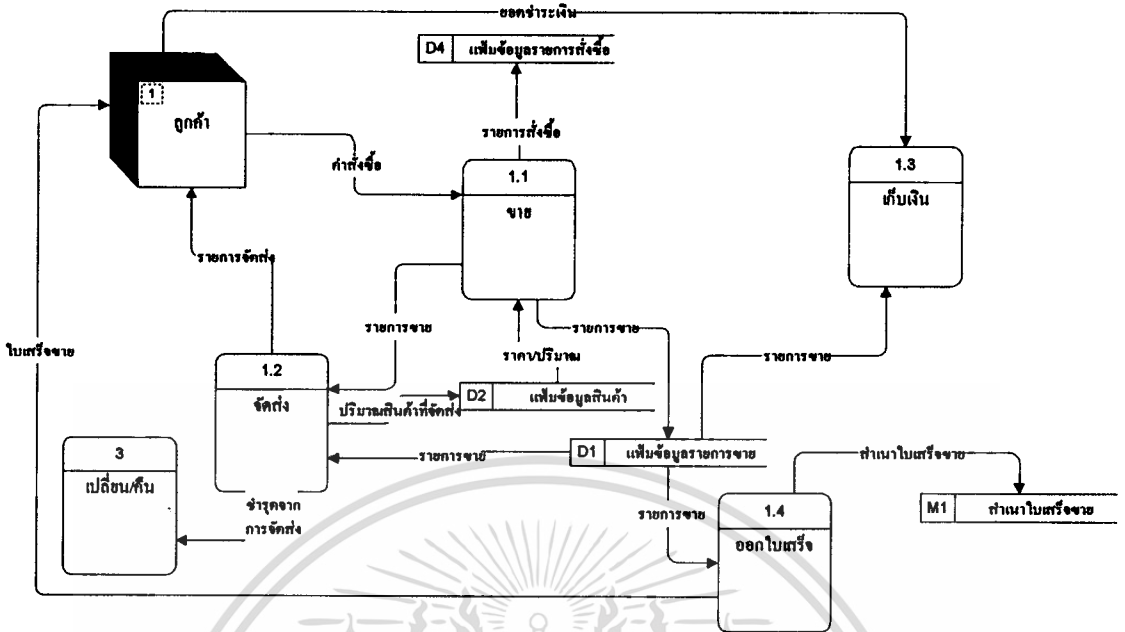 ยอดชำระเงิน
D4 แฟ้มข้อมูลรายการสั่งซื้อ
1
ลูกค้า
รายการสั่งซื้อ
คำสั่งซื้อ
1.1
ขาย
1.3
เก็บเงิน
รายการจัดส่ง
รายการขาย
รายการขาย
ใบเสร็จขาย
ราคา/ปริมาณ
รายการขาย
1.2
จัดส่ง
D2 แฟ้มข้อมูลสินค้า
ปริมาณสินค้าที่จัดส่ง
3
เปลี่ยน/คืน
รายการขาย
D1 แฟ้มข้อมูลรายการขาย
สำเนาใบเสร็จขาย
ชำรุดจาก
การจัดส่ง
รายการขาย
1.4
ออกใบเสร็จ
M1 สำเนาใบเสร็จขาย